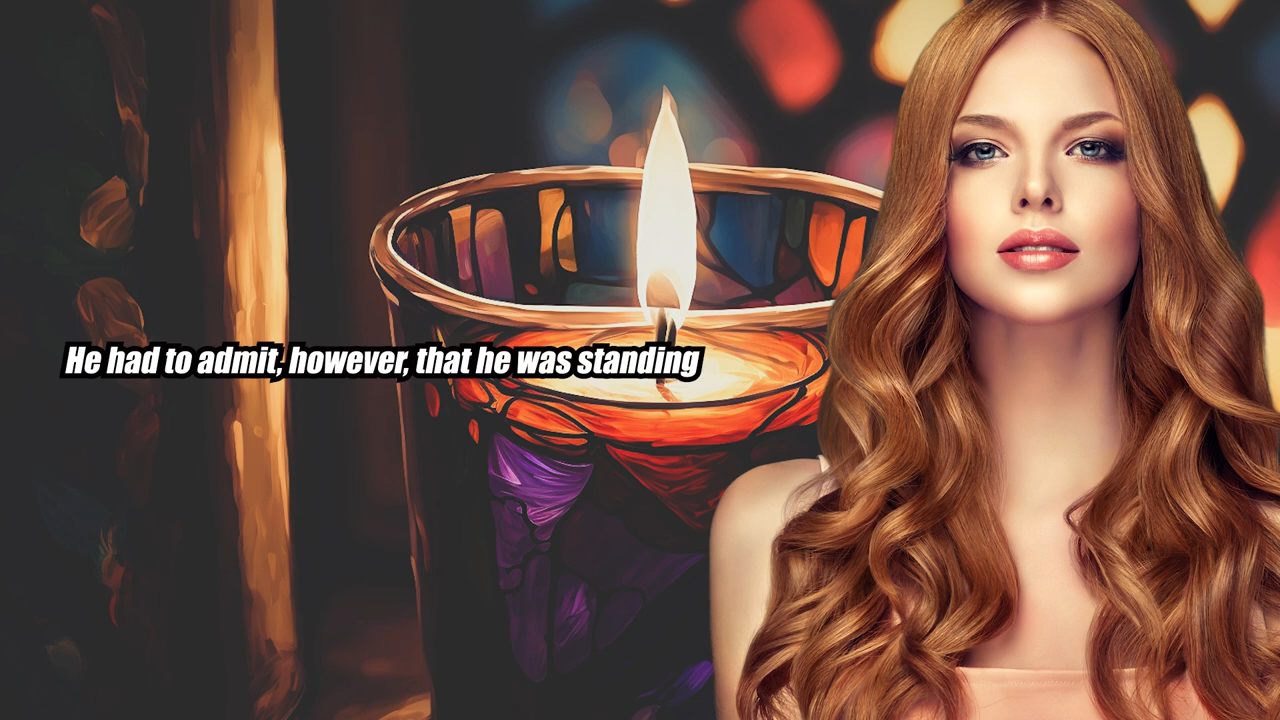 He had to admit, however, that he was standing